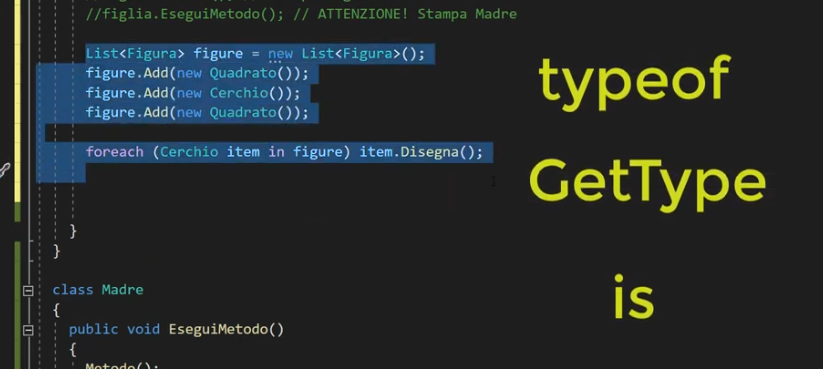 //figlia.EseguiMetodo(); // ATTENZIONE! Stampa Madre
List<Figura> figure = new List<Figura>();
figure.Add(new Quadrato());
figure.Add(new Cerchio());
figure.Add(new Quadrato());
foreach (Cerchio item in figure) item.Disegna();
}
}
class Madre
{
public void EseguiMetodo()
{
Metodo();
typeof
GetType
is